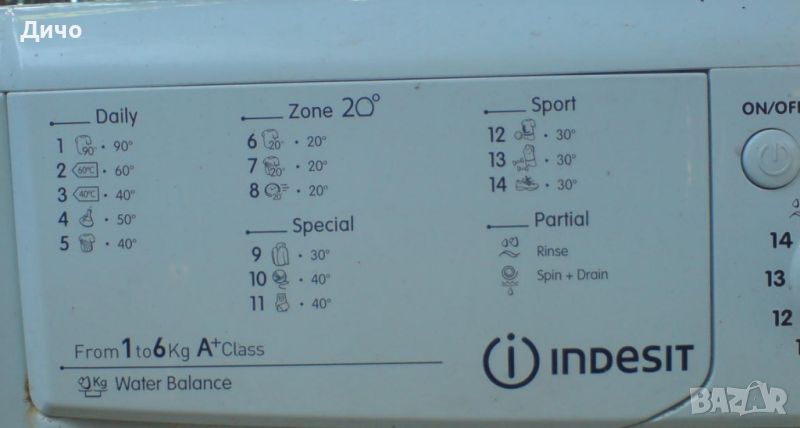 Дичо
Daily
1 90° · 90°
2 60°C · 60°
3 40°C · 40°
4 · 50°
5 · 40°
Zone 20°
6 20° · 20°
7 20° · 20°
8 20° · 20°
Special
9 · 30°
10 · 40°
11 · 40°
Sport
12 · 30°
13 · 30°
14 · 30°
Partial
Rinse
Spin + Drain
From 1 to 6 Kg A+ Class
Kg Water Balance
i INDESIT
ON/OFF
14
13
12
BAZAR